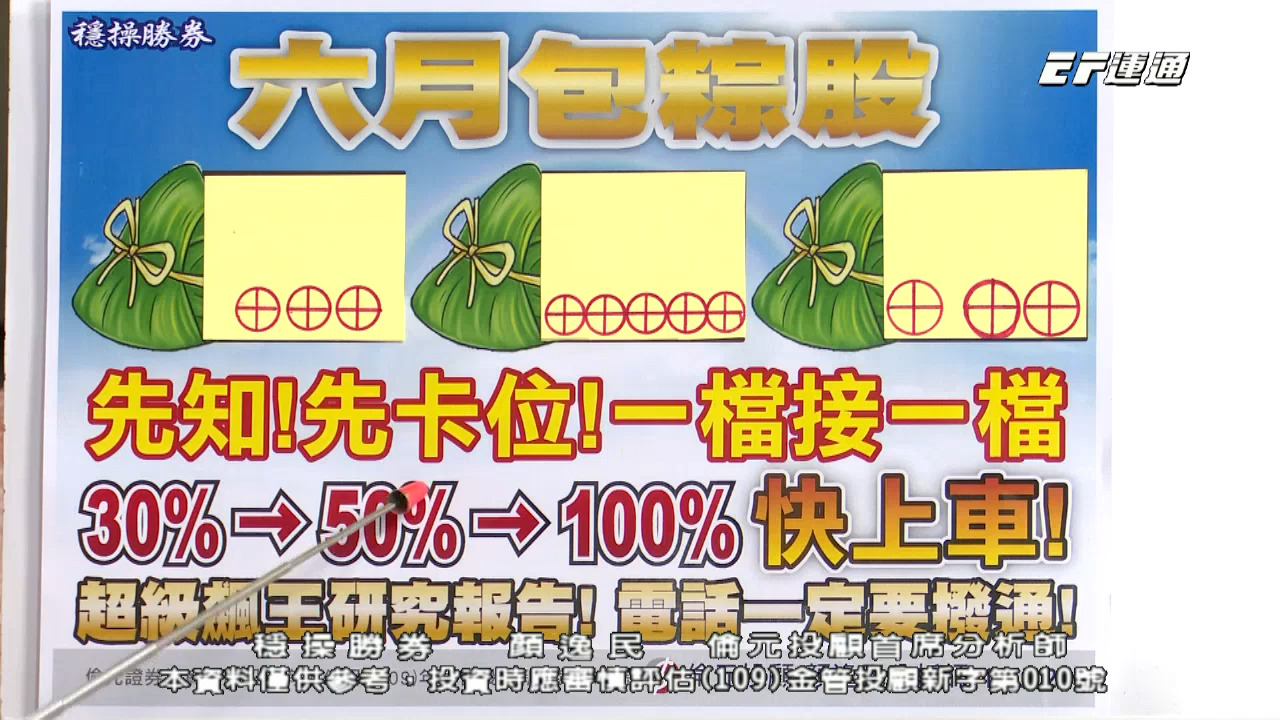 穩操勝券
EF運通
六月包粽股
先知!先卡位!一檔接一檔
30%→50%→100% 快上車!
超級飆王研究報告! 電話一定要撥通!
穩操勝券 顏逸民 倫元投顧首席分析師
倫元證券
本資料僅供參考,投資時應審慎評估(109)金管投顧新字第010號